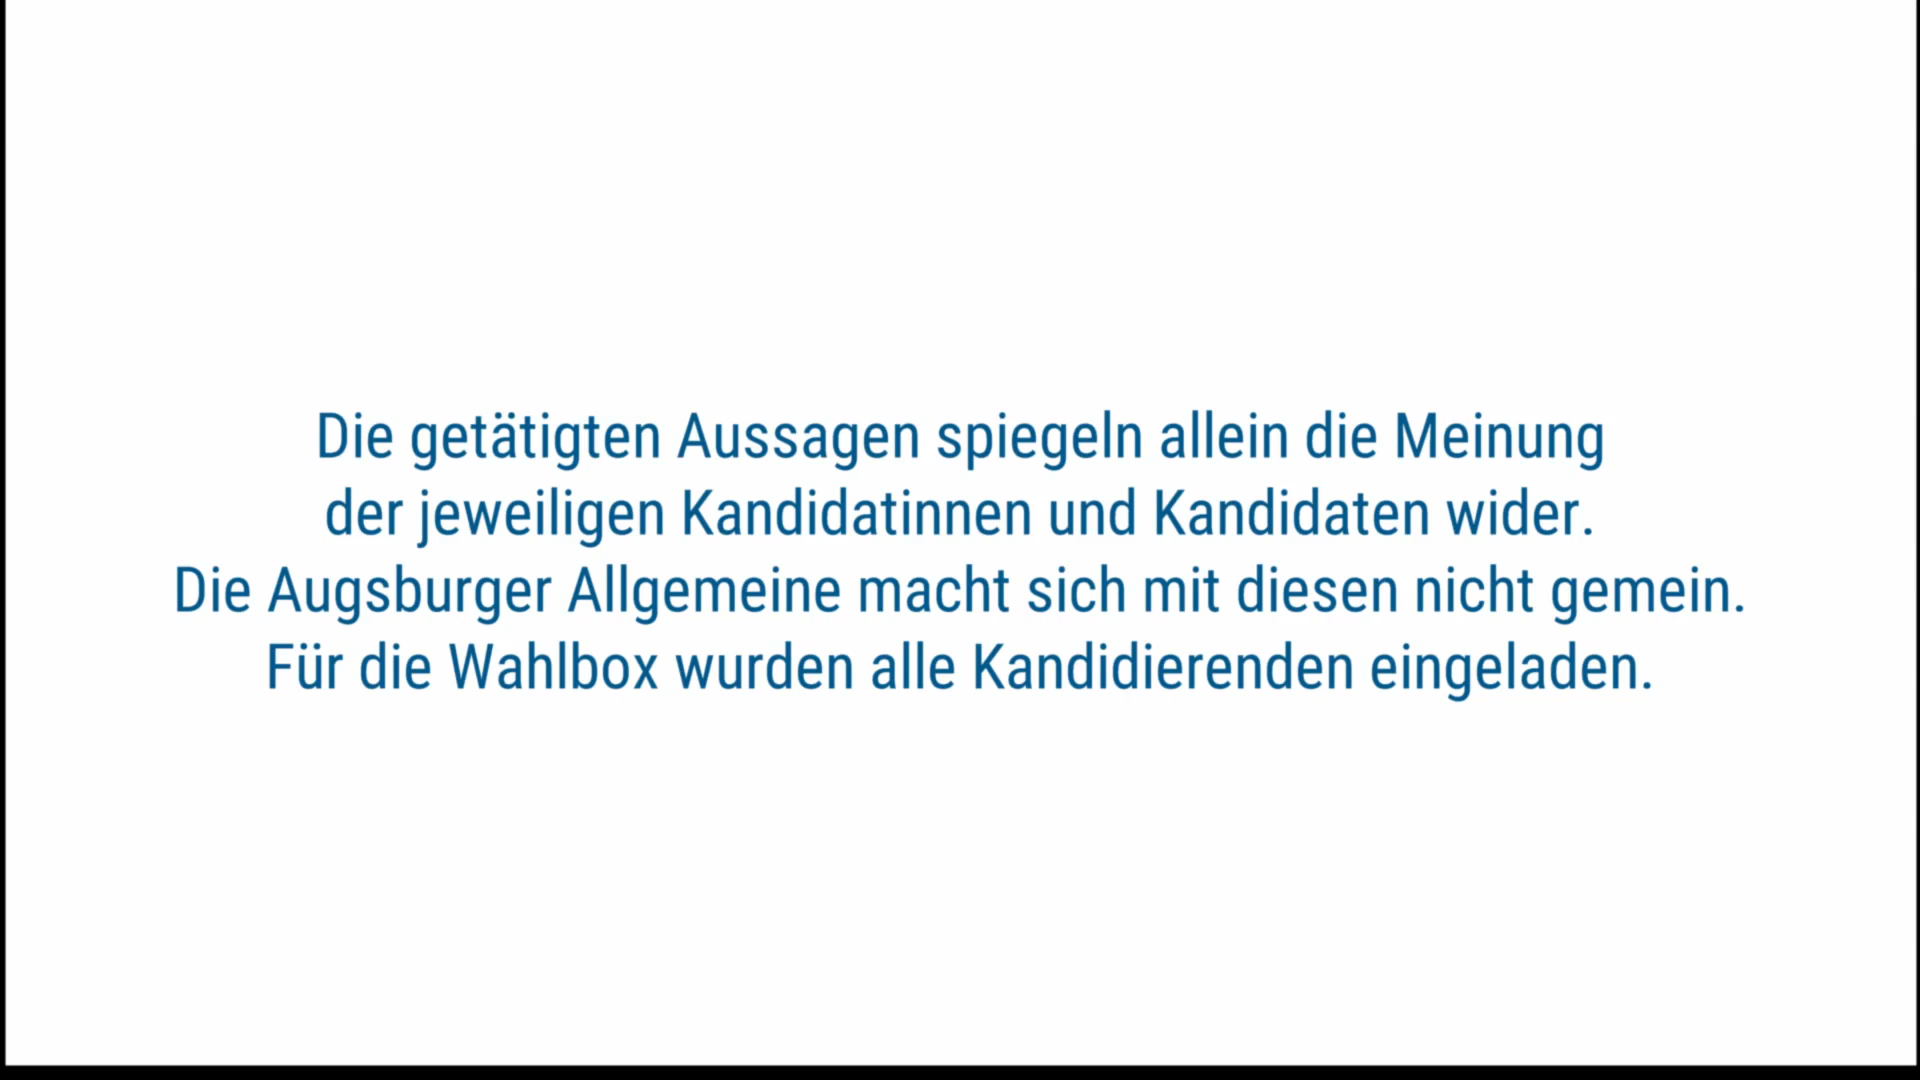 Die getätigten Aussagen spiegeln allein die Meinung
der jeweiligen Kandidatinnen und Kandidaten wider.
Die Augsburger Allgemeine macht sich mit diesen nicht gemein.
Für die Wahlbox wurden alle Kandidierenden eingeladen.